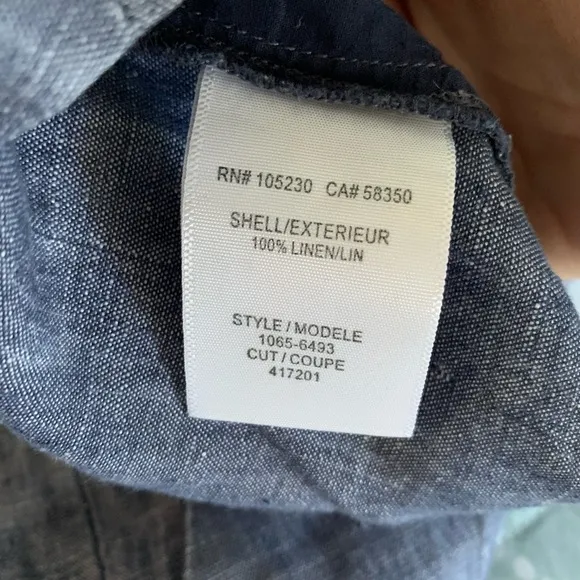 RN# 105230 CA# 58350
SHELL/EXTERIEUR
100% LINEN/LIN
STYLE / MODELE
1065-6493
CUT / COUPE
417201